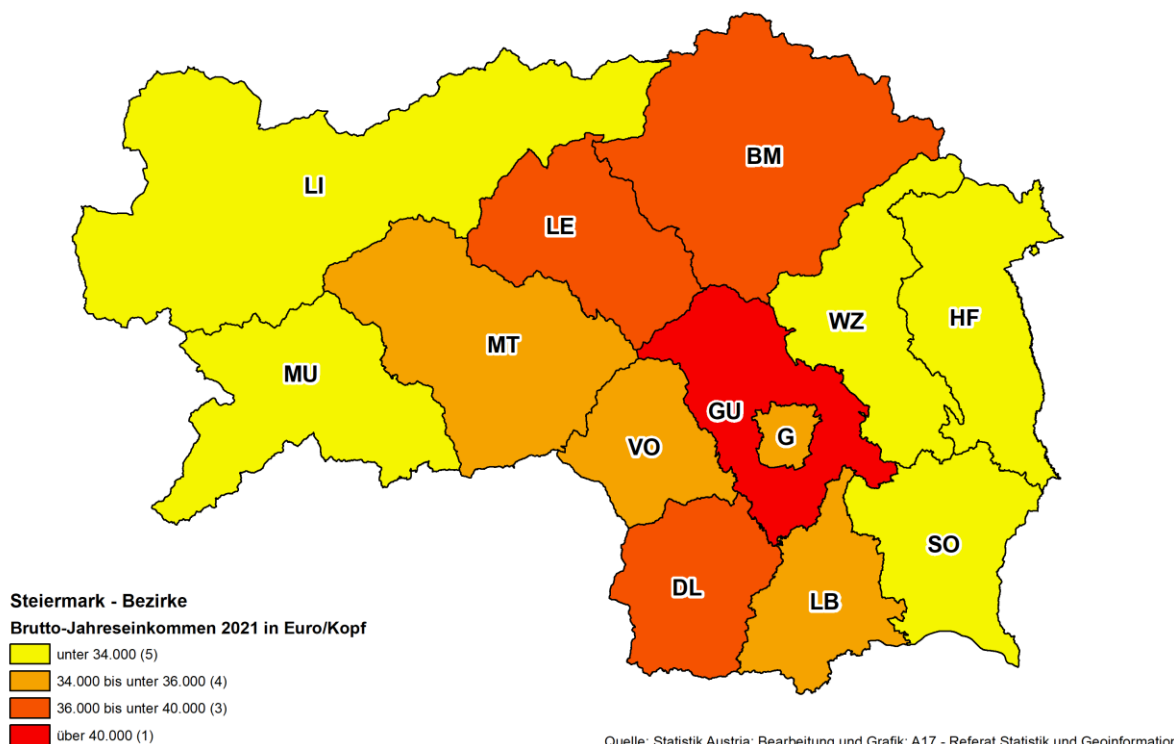 BM
LI
LE
WZ
HF
MT
MU
GU
G
VO
SO
DL
LB
Steiermark - Bezirke
Brutto-Jahreseinkommen 2021 in Euro/Kopf
unter 34.000 (5)
34.000 bis unter 36.000 (4)
36.000 bis unter 40.000 (3)
über 40.000 (1)
Quelle: Statistik Austria; Bearbeitung und Grafik: A17 - Referat Statistik und Geoinformation